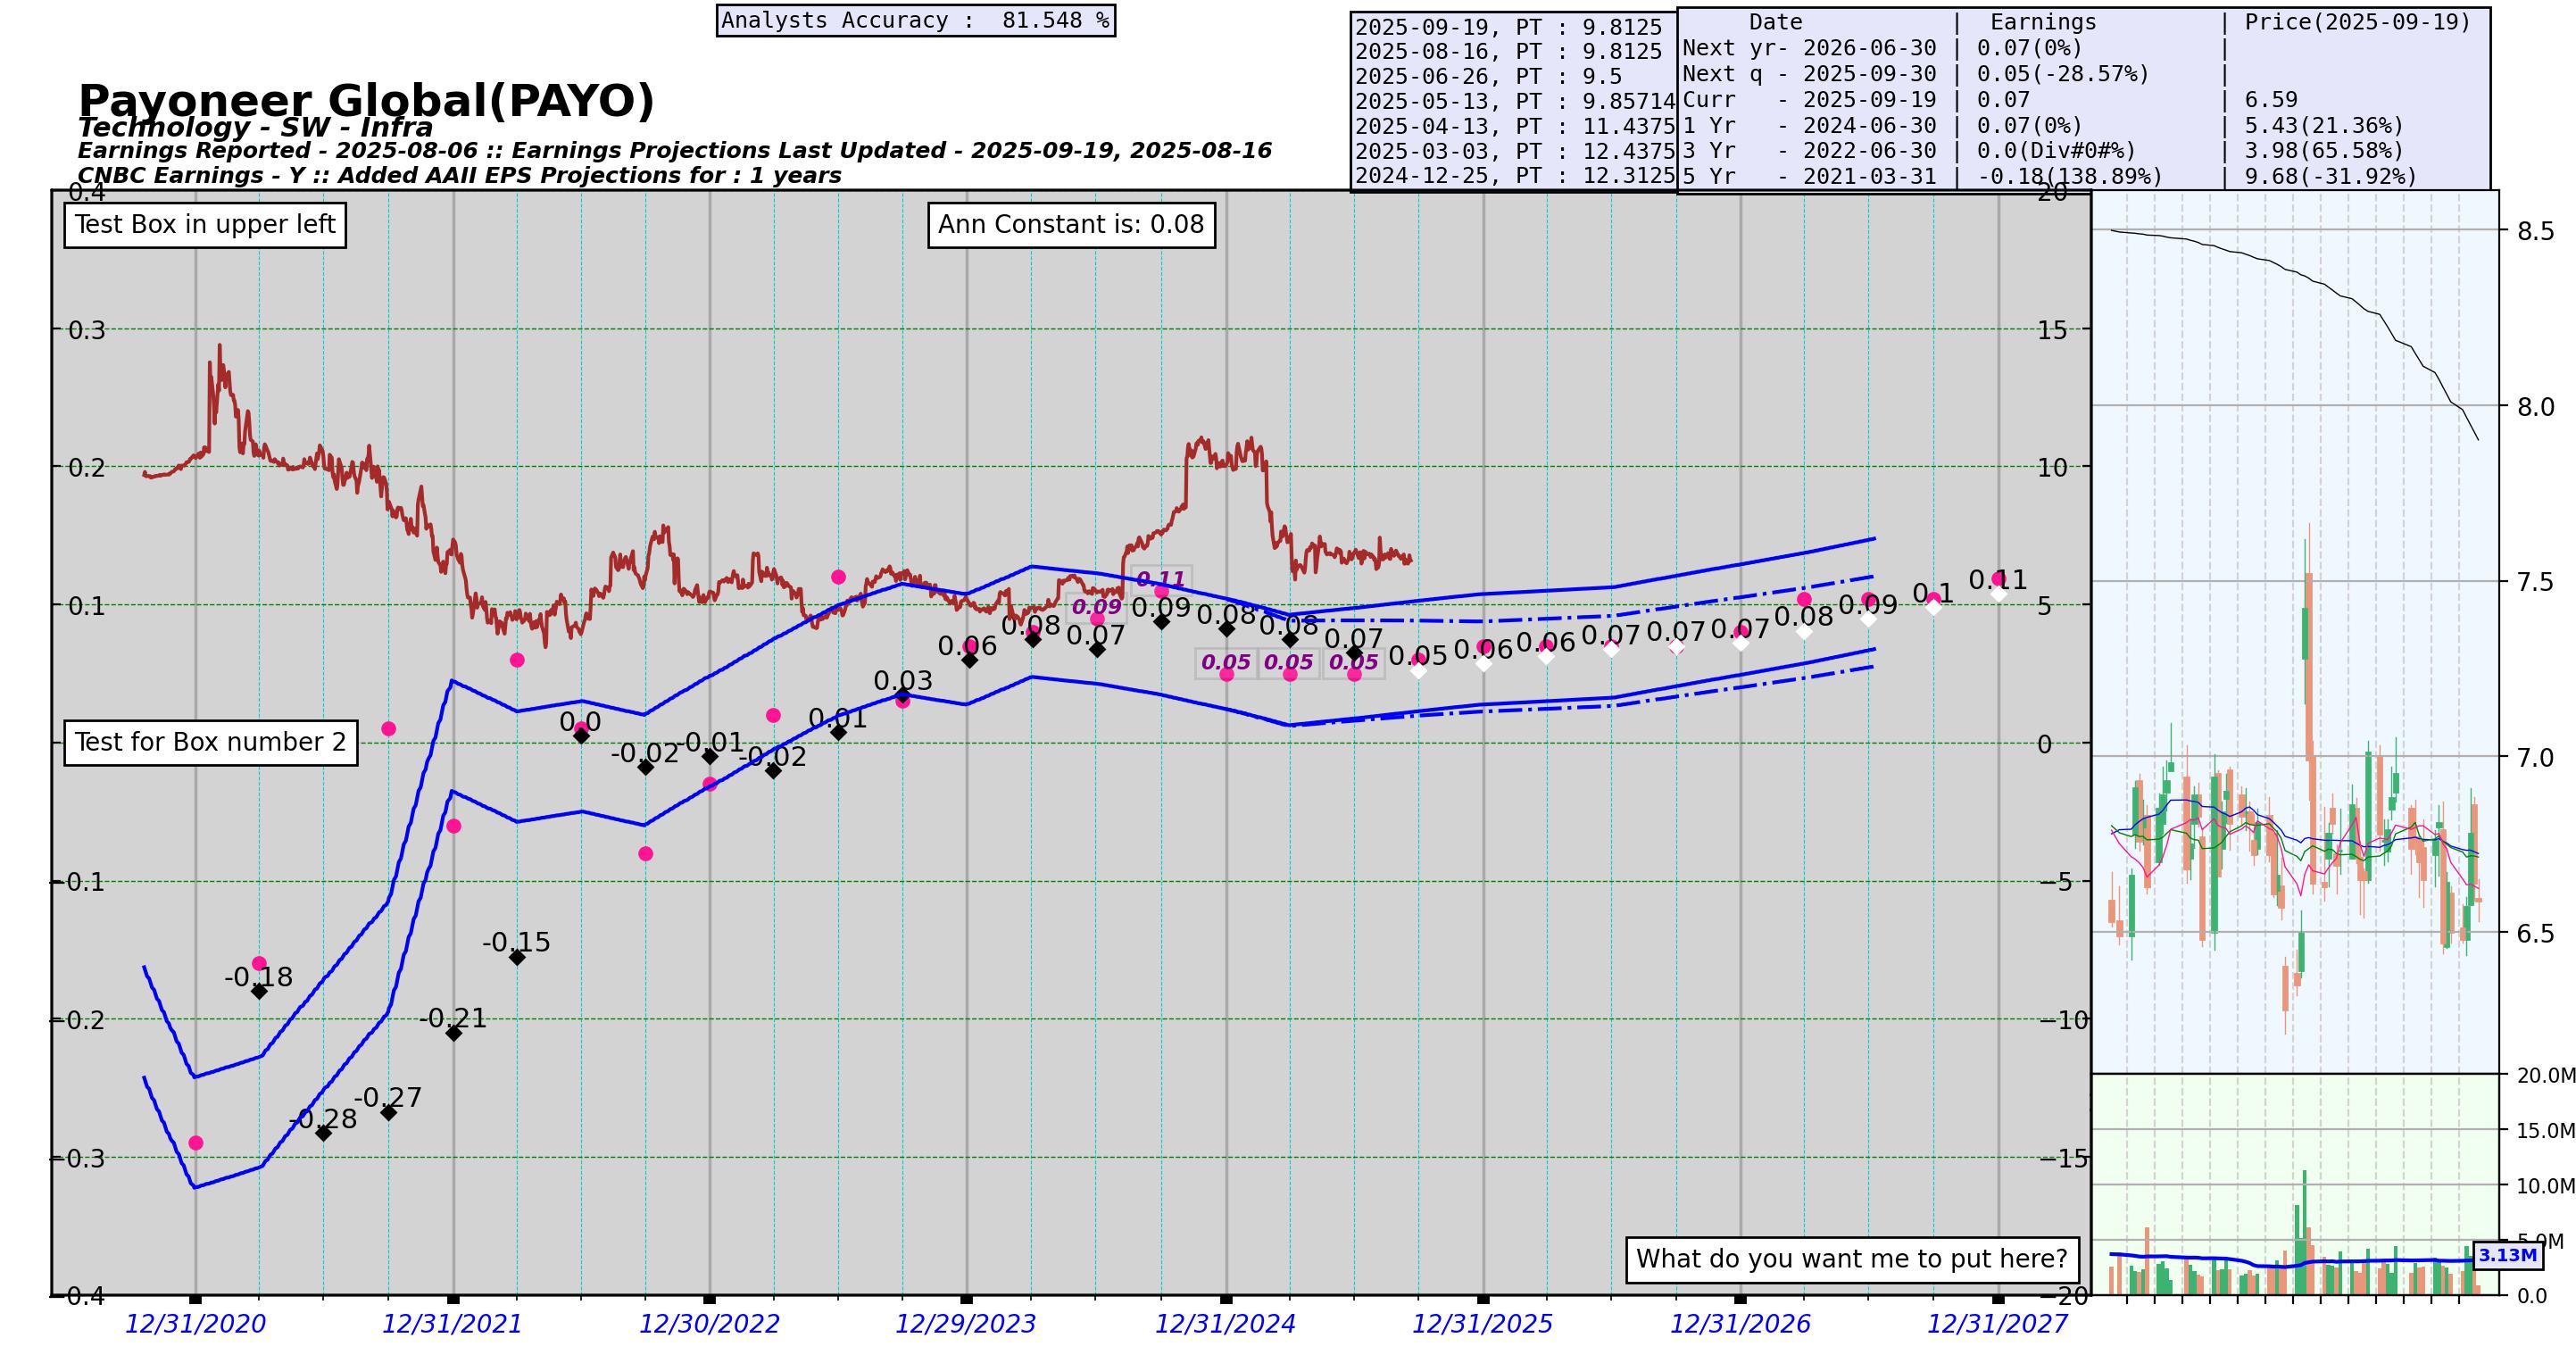 Analysts Accuracy :  81.548 %
2025-09-19, PT : 9.8125
2025-08-16, PT : 9.8125
2025-06-26, PT : 9.5
2025-05-13, PT : 9.85714
2025-04-13, PT : 11.4375
2025-03-03, PT : 12.4375
2024-12-25, PT : 12.3125
Date | Earnings | Price(2025-09-19)
Next yr- 2026-06-30 | 0.07(0%) |
Next q - 2025-09-30 | 0.05(-28.57%) |
Curr - 2025-09-19 | 0.07 | 6.59
1 Yr - 2024-06-30 | 0.07(0%) | 5.43(21.36%)
3 Yr - 2022-06-30 | 0.0(Div#0#%) | 3.98(65.58%)
5 Yr - 2021-03-31 | -0.18(138.89%) | 9.68(-31.92%)
Payoneer Global(PAYO)
Technology - SW - Infra
Earnings Reported - 2025-08-06 :: Earnings Projections Last Updated - 2025-09-19, 2025-08-16
CNBC Earnings - Y :: Added AAII EPS Projections for : 1 years
Test Box in upper left
Ann Constant is: 0.08
Test for Box number 2
What do you want me to put here?
0.4
0.3
0.2
0.1
−0.1
−0.2
−0.3
−0.4
-0.18
-0.28
-0.27
-0.21
-0.15
0.0
-0.02
-0.01
-0.02
0.01
0.03
0.06
0.08
0.07
0.09
0.08
0.08
0.07
0.09
0.11
0.05
0.05
0.05
0.05
0.06
0.06
0.07
0.07
0.07
0.08
0.09
0.1
0.11
20
15
10
5
0
−5
−10
−15
−20
8.5
8.0
7.5
7.0
6.5
20.0M
15.0M
10.0M
5.0M
3.13M
0.0
12/31/2020
12/31/2021
12/30/2022
12/29/2023
12/31/2024
12/31/2025
12/31/2026
12/31/2027